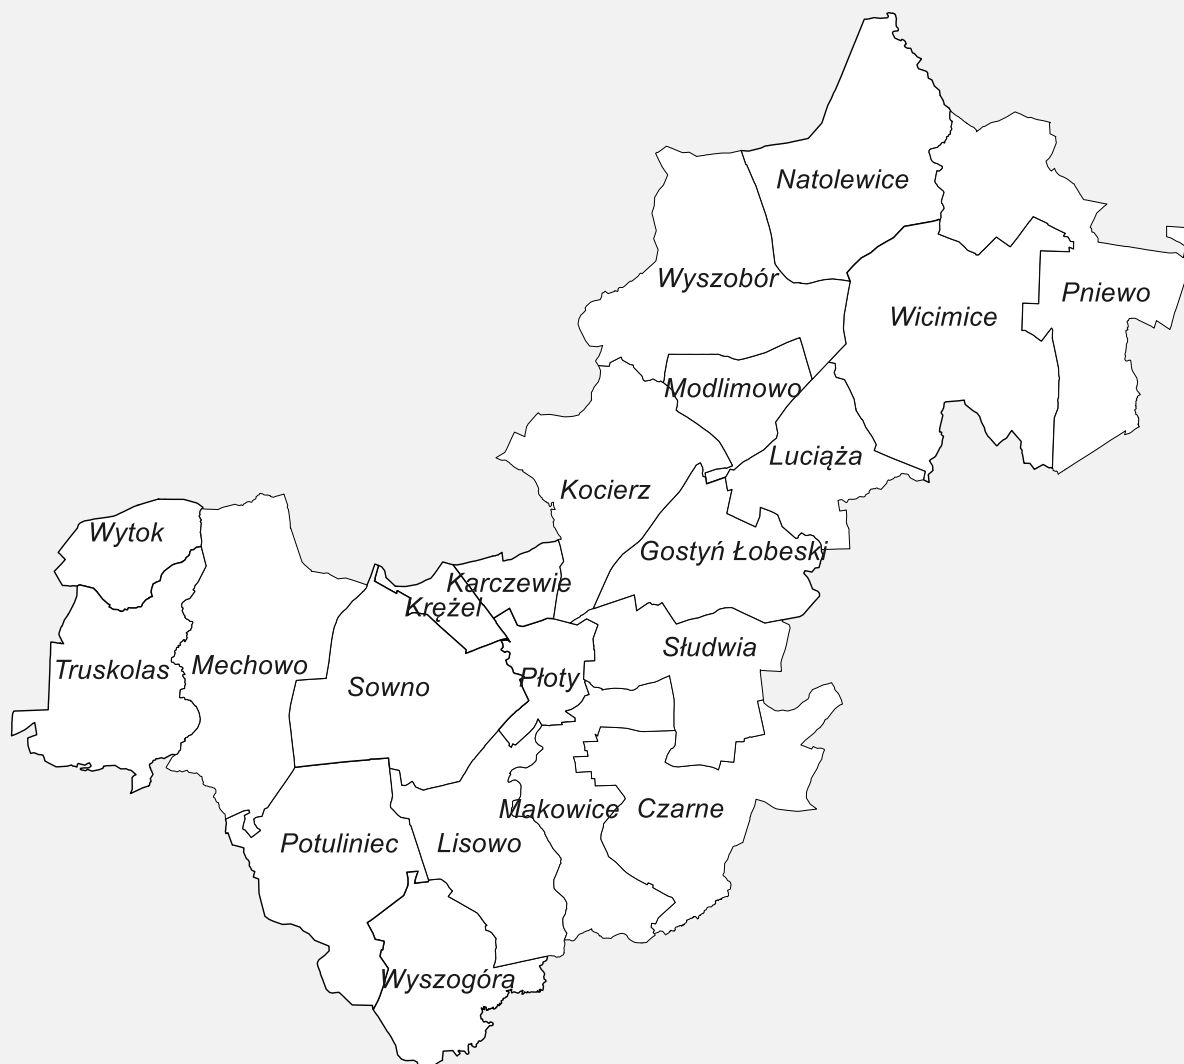 Natolewice
Wyszobór
Pniewo
Wicimice
Modlimowo
Luciąża
Kocierz
Wytok
Gostyń Łobeski
Karczewie
Krężel
Słudwia
Truskolas
Mechowo
Płoty
Sowno
Makowice
Czarne
Potuliniec
Lisowo
Wyszogóra